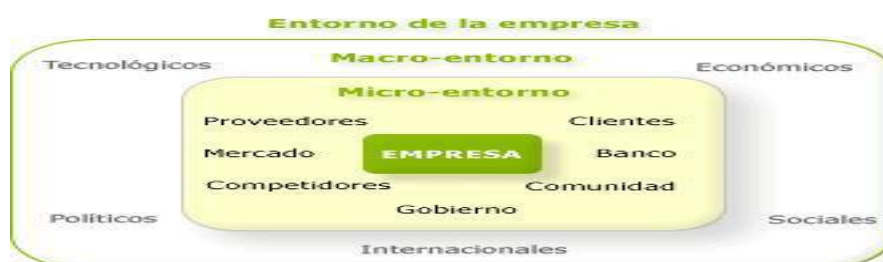 Entorno de la empresa
Macro-entorno
Tecnológicos
Económicos
Micro-entorno
Proveedores
Clientes
Mercado
EMPRESA
Banco
Competidores
Comunidad
Gobierno
Políticos
Sociales
Internacionales